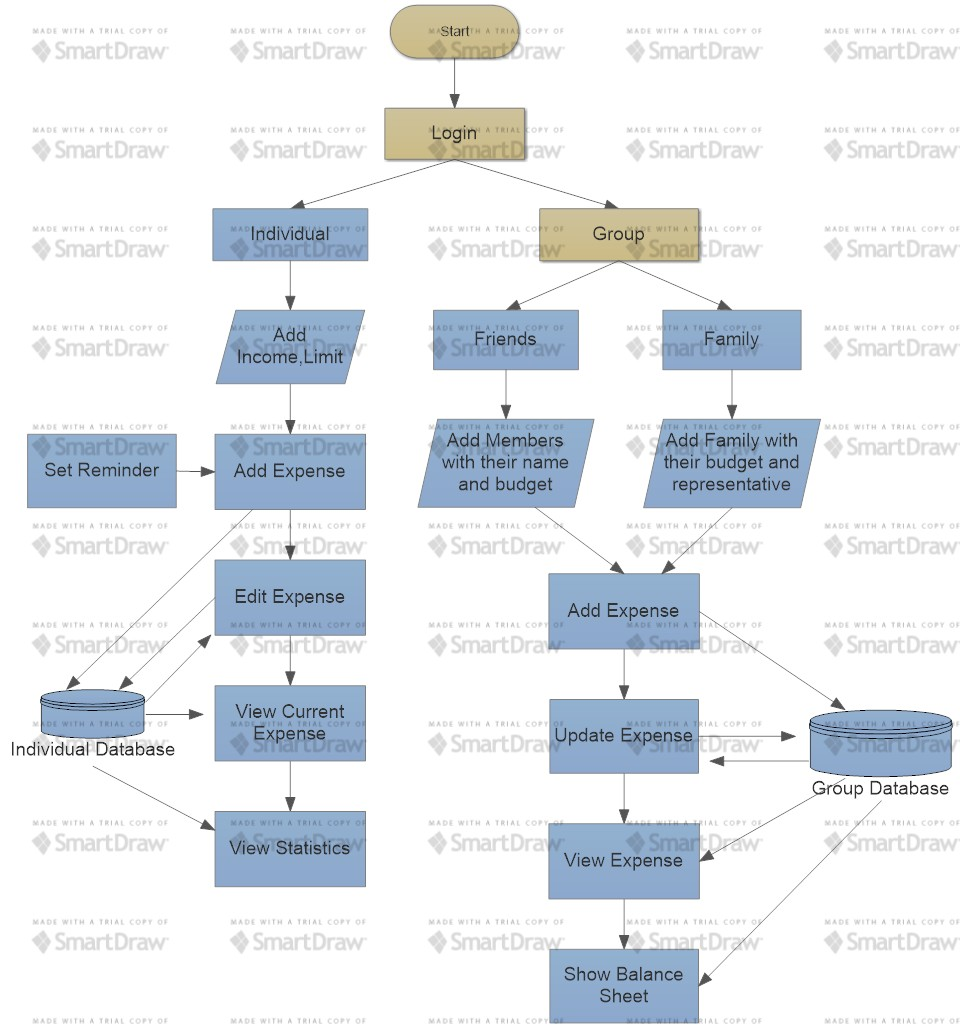 Start
Login
Individual
Group
Add
Income,Limit
Friends
Family
Set Reminder
Add Expense
Add Members
with their name
and budget
Add Family with
their budget and
representative
Edit Expense
Add Expense
View Current
Expense
Individual Database
Update Expense
Group Database
View Statistics
View Expense
Show Balance
Sheet
MADE WITH A TRIAL COPY OF
SmartDraw